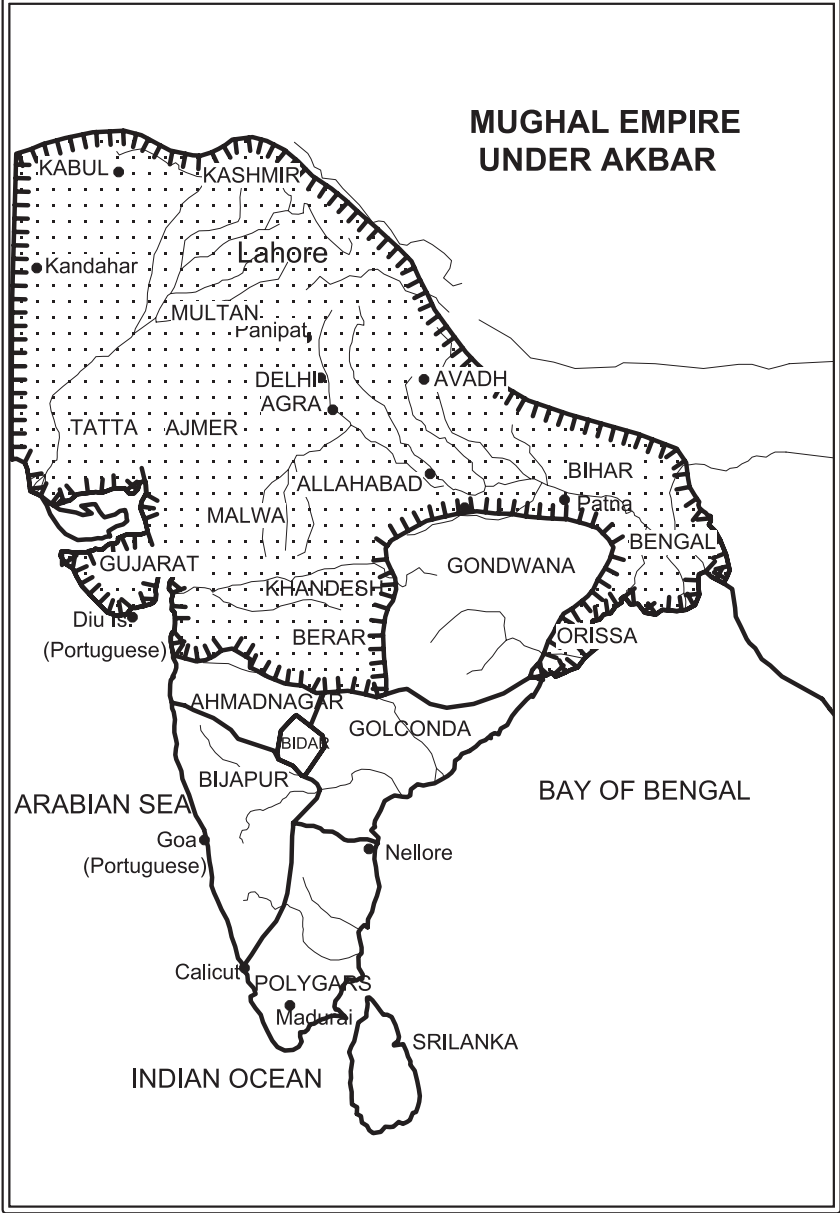 MUGHAL EMPIRE
UNDER AKBAR
KABUL
KASHMIR
Lahore
Kandahar
MULTAN
Panipat
DELHI
AVADH
AGRA
TATTA
AJMER
BIHAR
ALLAHABAD
Patna
MALWA
BENGAL
GUJARAT
GONDWANA
KHANDESH
Diu Is.
(Portuguese)
BERAR
ORISSA
AHMADNAGAR
GOLCONDA
BIDAR
BIJAPUR
ARABIAN SEA
BAY OF BENGAL
Goa
(Portuguese)
Nellore
Calicut
POLYGARS
Madurai
SRILANKA
INDIAN OCEAN